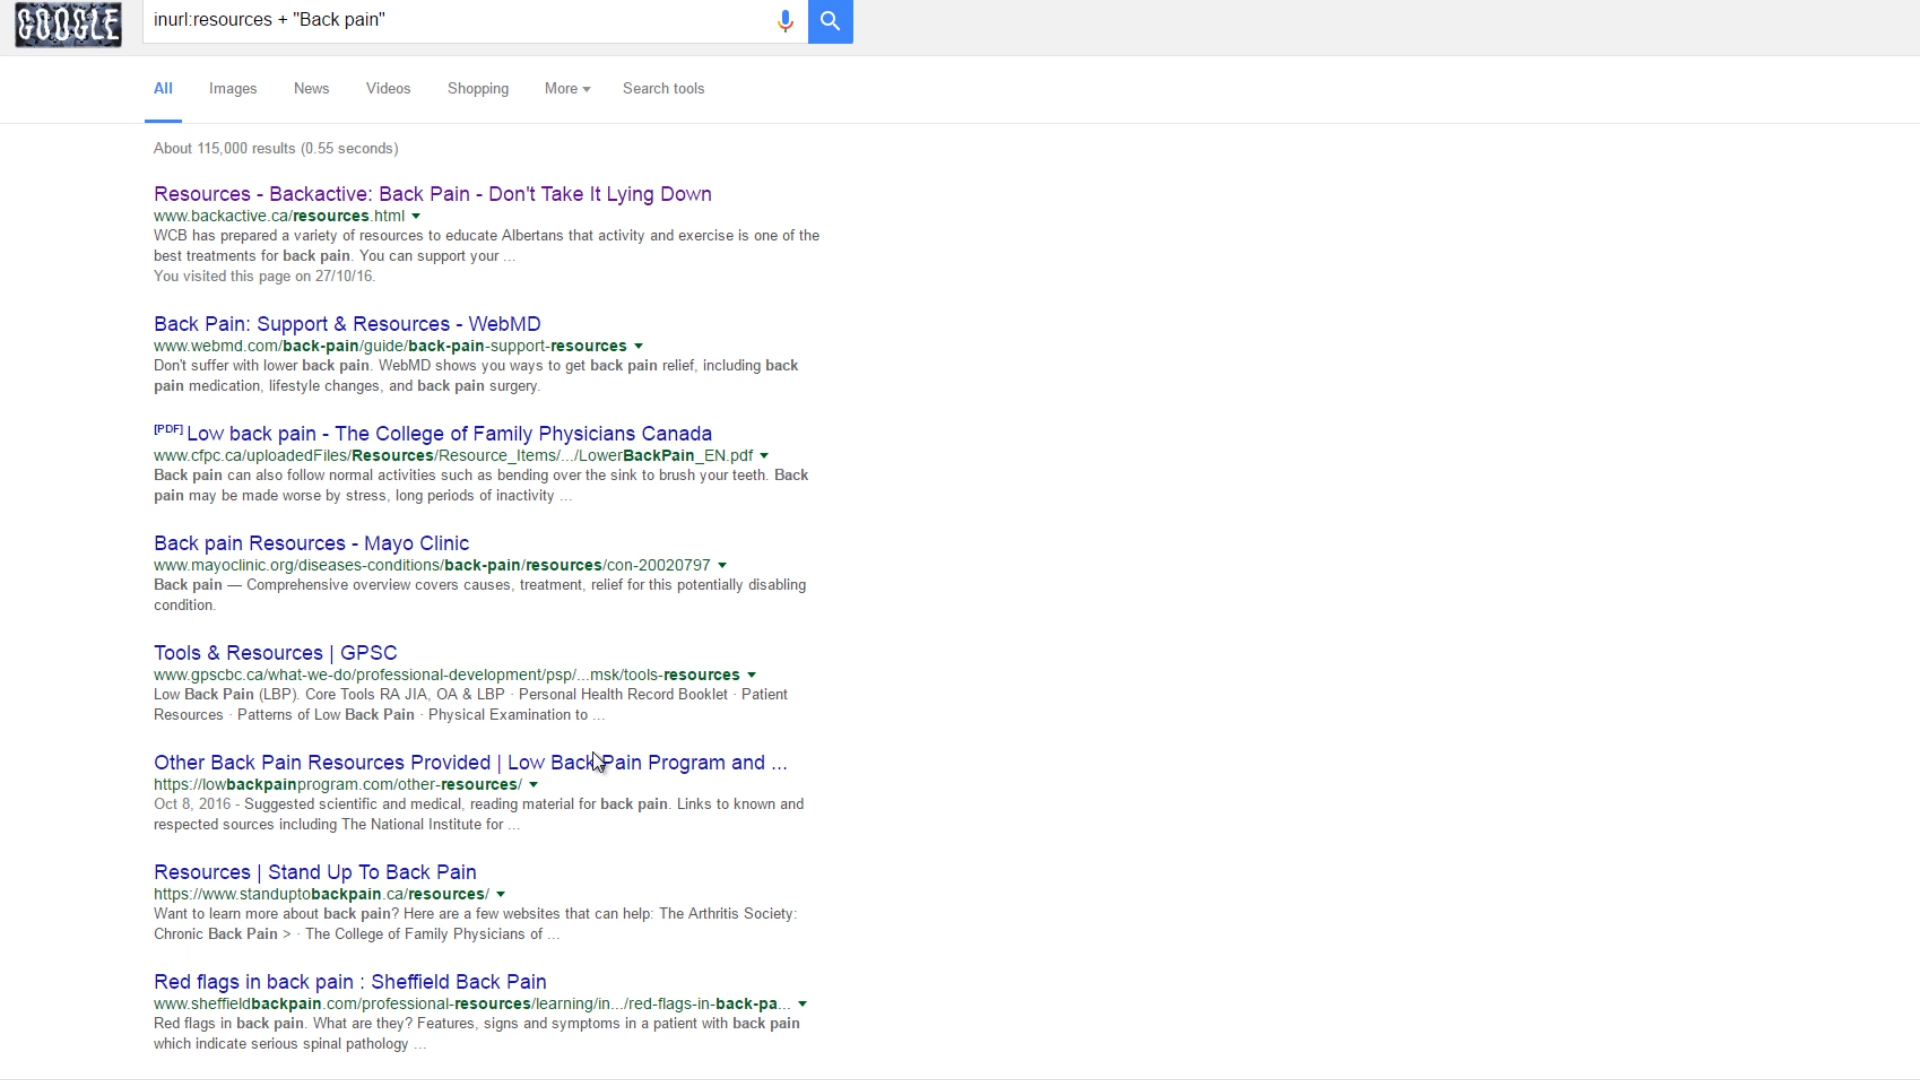 GOOGLE
inurl:resources + "Back pain"
All Images News Videos Shopping More Search tools
About 115,000 results (0.55 seconds)
Resources - Backactive: Back Pain - Don't Take It Lying Down
www.backactive.ca/resources.html
WCB has prepared a variety of resources to educate Albertans that activity and exercise is one of the
best treatments for back pain. You can support your ...
You visited this page on 27/10/16.
Back Pain: Support & Resources - WebMD
www.webmd.com/back-pain/guide/back-pain-support-resources
Don't suffer with lower back pain. WebMD shows you ways to get back pain relief, including back
pain medication, lifestyle changes, and back pain surgery.
[PDF] Low back pain - The College of Family Physicians Canada
www.cfpc.ca/uploadedFiles/Resources/Resource_Items/.../LowerBackPain_EN.pdf
Back pain can also follow normal activities such as bending over the sink to brush your teeth. Back
pain may be made worse by stress, long periods of inactivity ...
Back pain Resources - Mayo Clinic
www.mayoclinic.org/diseases-conditions/back-pain/resources/con-20020797
Back pain — Comprehensive overview covers causes, treatment, relief for this potentially disabling
condition.
Tools & Resources | GPSC
www.gpscbc.ca/what-we-do/professional-development/psp/...msk/tools-resources
Low Back Pain (LBP). Core Tools RA JIA, OA & LBP · Personal Health Record Booklet · Patient
Resources · Patterns of Low Back Pain · Physical Examination to ...
Other Back Pain Resources Provided | Low Back Pain Program and ...
https://lowbackpainprogram.com/other-resources/
Oct 8, 2016 - Suggested scientific and medical, reading material for back pain. Links to known and
respected sources including The National Institute for ...
Resources | Stand Up To Back Pain
https://www.standuptobackpain.ca/resources/
Want to learn more about back pain? Here are a few websites that can help: The Arthritis Society:
Chronic Back Pain > · The College of Family Physicians of ...
Red flags in back pain : Sheffield Back Pain
www.sheffieldbackpain.com/professional-resources/learning/in.../red-flags-in-back-pa...
Red flags in back pain. What are they? Features, signs and symptoms in a patient with back pain
which indicate serious spinal pathology ...